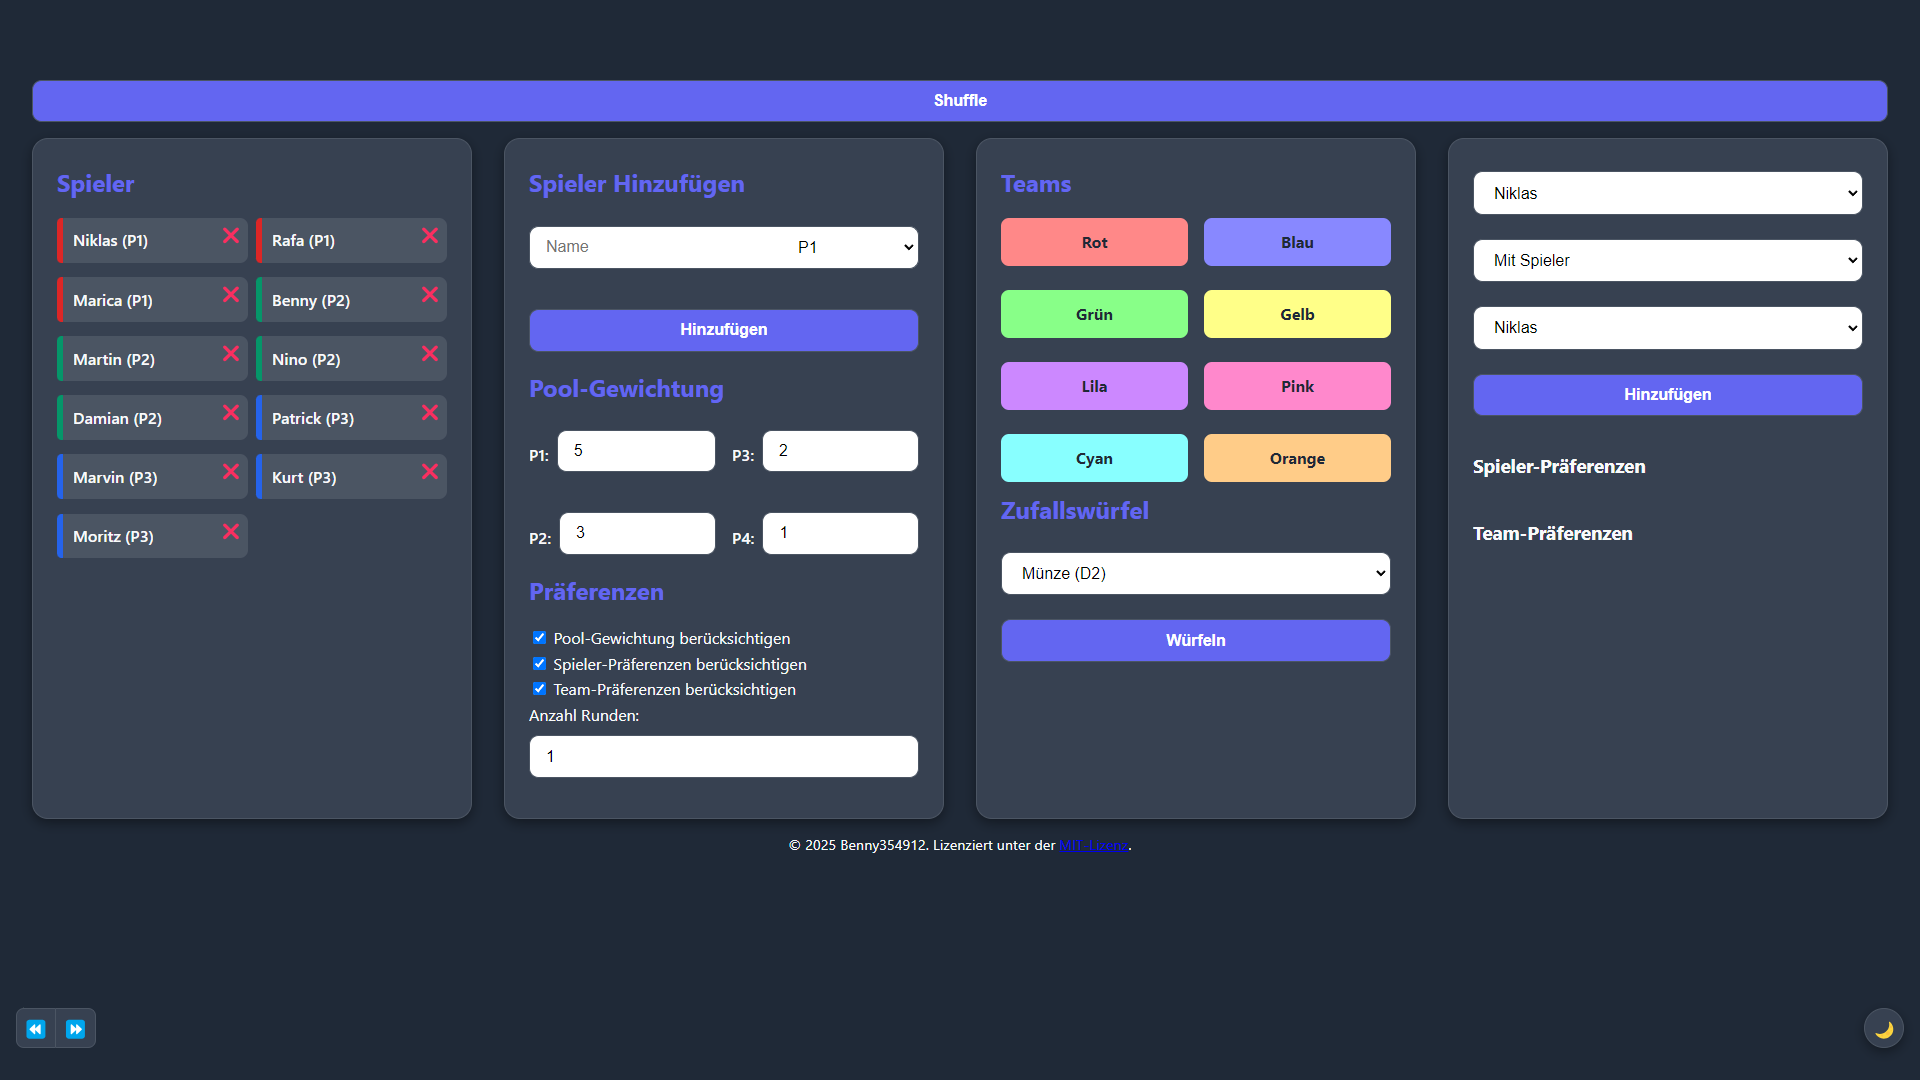 Shuffle
Spieler
Niklas (P1)
Rafa (P1)
Marica (P1)
Benny (P2)
Martin (P2)
Nino (P2)
Damian (P2)
Patrick (P3)
Marvin (P3)
Kurt (P3)
Moritz (P3)
Spieler Hinzufügen
Name
P1
Hinzufügen
Pool-Gewichtung
P1: 5
P3: 2
P2: 3
P4: 1
Präferenzen
Pool-Gewichtung berücksichtigen
Spieler-Präferenzen berücksichtigen
Team-Präferenzen berücksichtigen
Anzahl Runden:
1
Teams
Rot
Blau
Grün
Gelb
Lila
Pink
Cyan
Orange
Zufallswürfel
Münze (D2)
Würfeln
Niklas
Mit Spieler
Niklas
Hinzufügen
Spieler-Präferenzen
Team-Präferenzen
© 2025 Benny354912. Lizenziert unter der MIT-Lizenz.